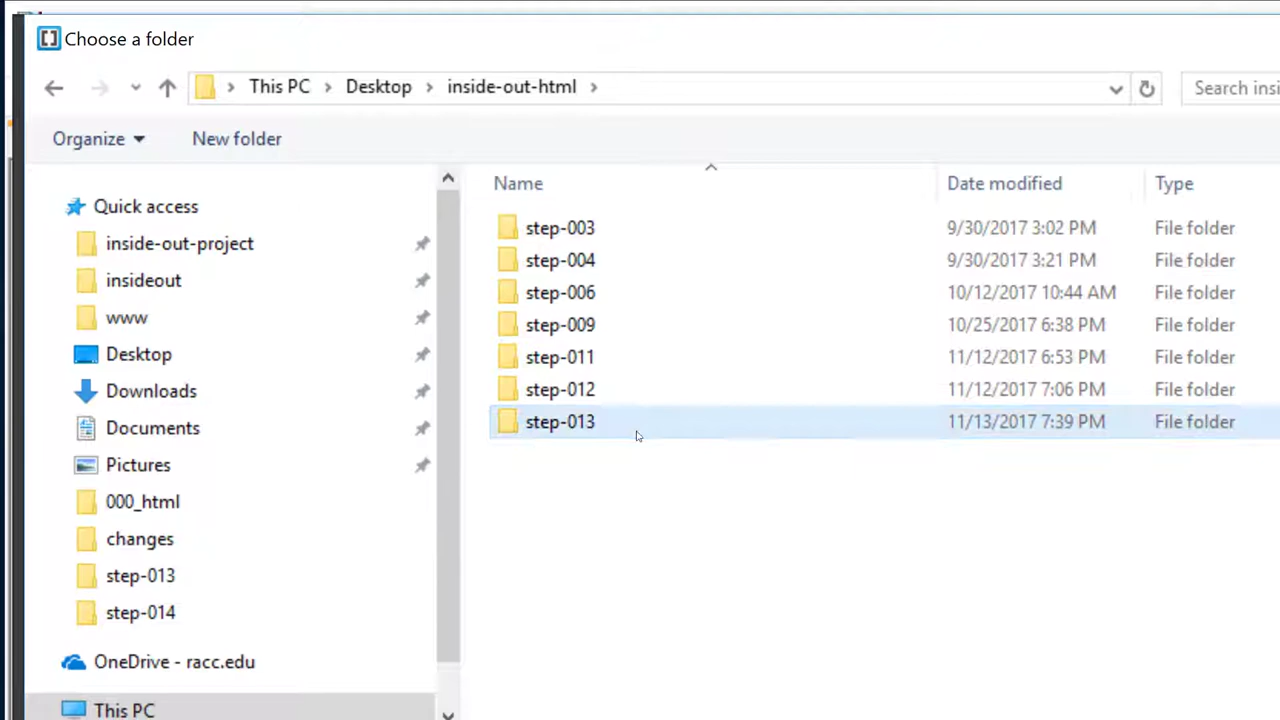 Choose a folder
This PC Desktop inside-out-html
Search insi
Organize New folder
Name Date modified Type
Quick access
inside-out-project
insideout
www
Desktop
Downloads
Documents
Pictures
000_html
changes
step-013
step-014
OneDrive - racc.edu
This PC
step-003 9/30/2017 3:02 PM File folder
step-004 9/30/2017 3:21 PM File folder
step-006 10/12/2017 10:44 AM File folder
step-009 10/25/2017 6:38 PM File folder
step-011 11/12/2017 6:53 PM File folder
step-012 11/12/2017 7:06 PM File folder
step-013 11/13/2017 7:39 PM File folder